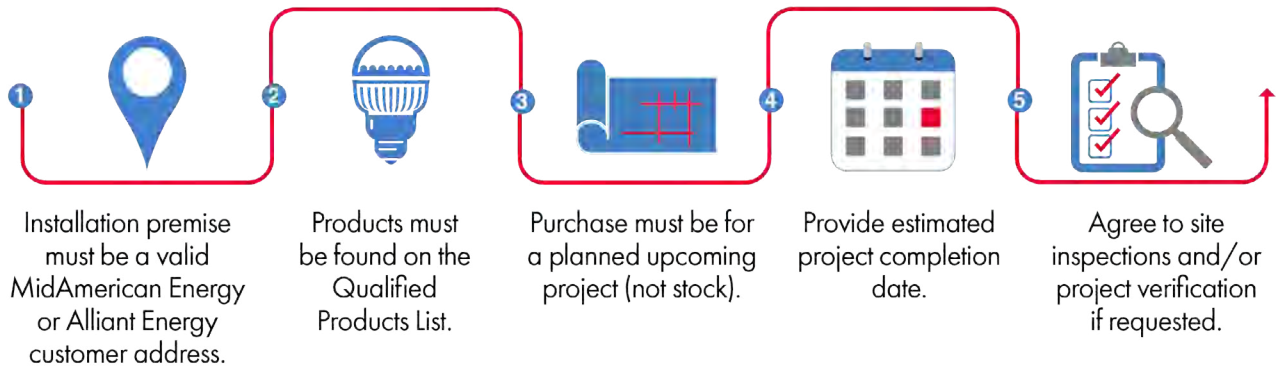 1
Installation premise
must be a valid
MidAmerican Energy
or Alliant Energy
customer address.
2
Products must
be found on the
Qualified
Products List.
3
Purchase must be for
a planned upcoming
project (not stock).
4
Provide estimated
project completion
date.
5
Agree to site
inspections and/or
project verification
if requested.